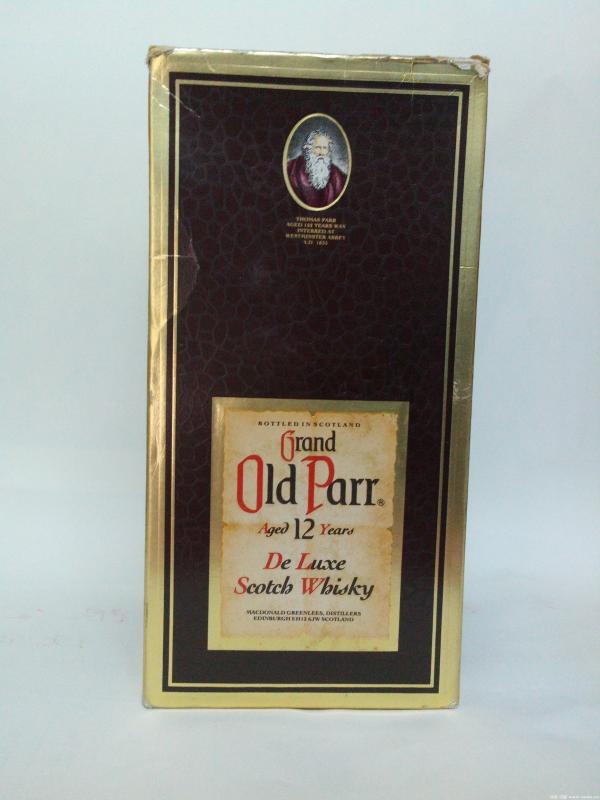 THOMAS PARR
AGED 152 YEARS WAS
INTERRED AT
WESTMINSTER ABBEY
A.D. 1635
BOTTLED IN SCOTLAND
Grand
Old Parr®
Aged 12 Years
De Luxe
Scotch Whisky
MACDONALD GREENLEES, DISTILLERS
EDINBURGH EH12 6JW SCOTLAND